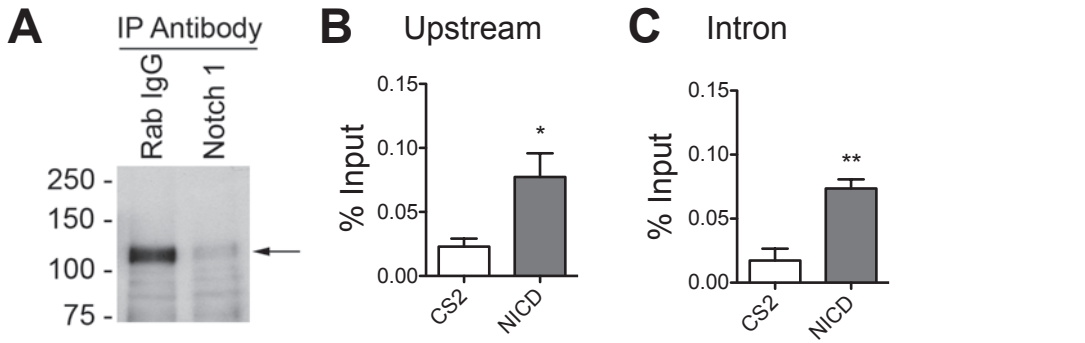 A
IP Antibody
Rab IgG
Notch 1
250 -
150 -
100 -
75 -
B
Upstream
% Input
0.15
0.10
0.05
0.00
*
CS2
NICD
C
Intron
% Input
0.15
0.10
0.05
0.00
**
CS2
NICD